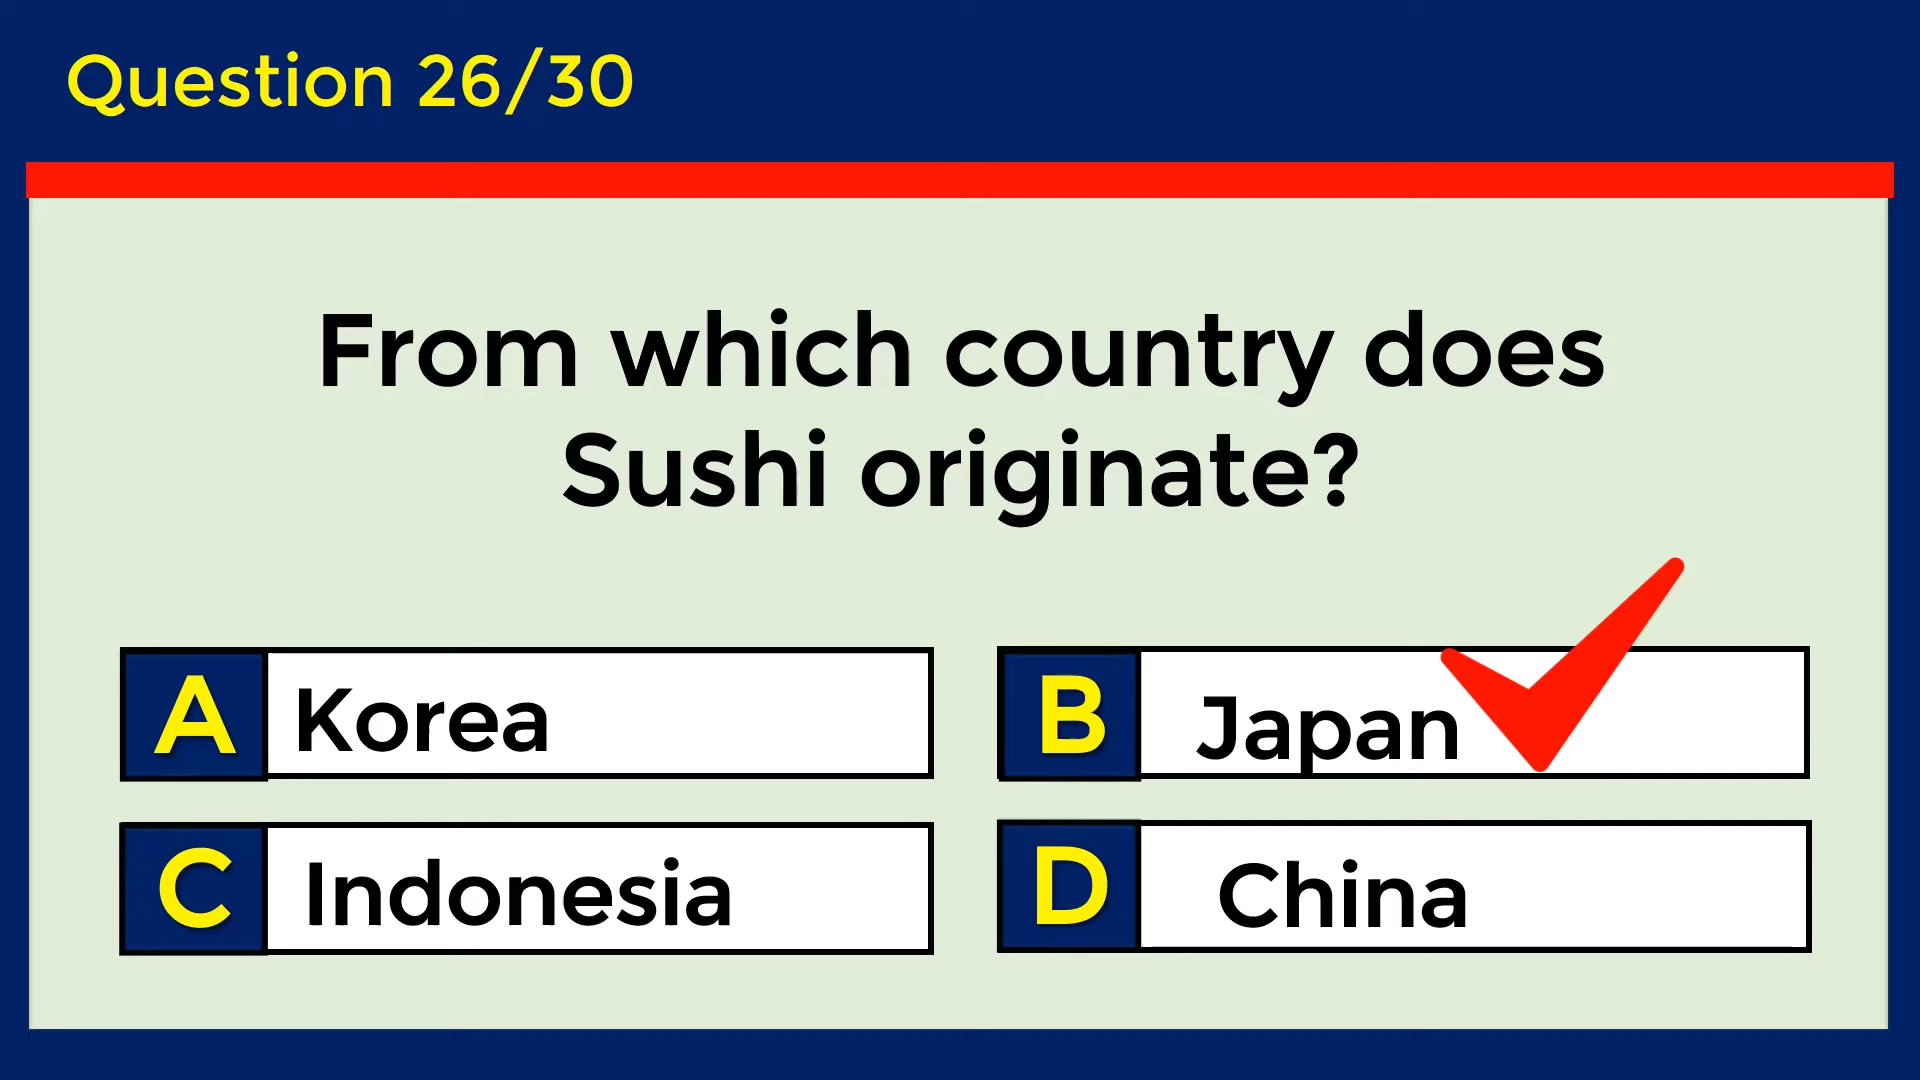 Question 26/30
From which country does
Sushi originate?
A Korea
B Japan
C Indonesia
D China